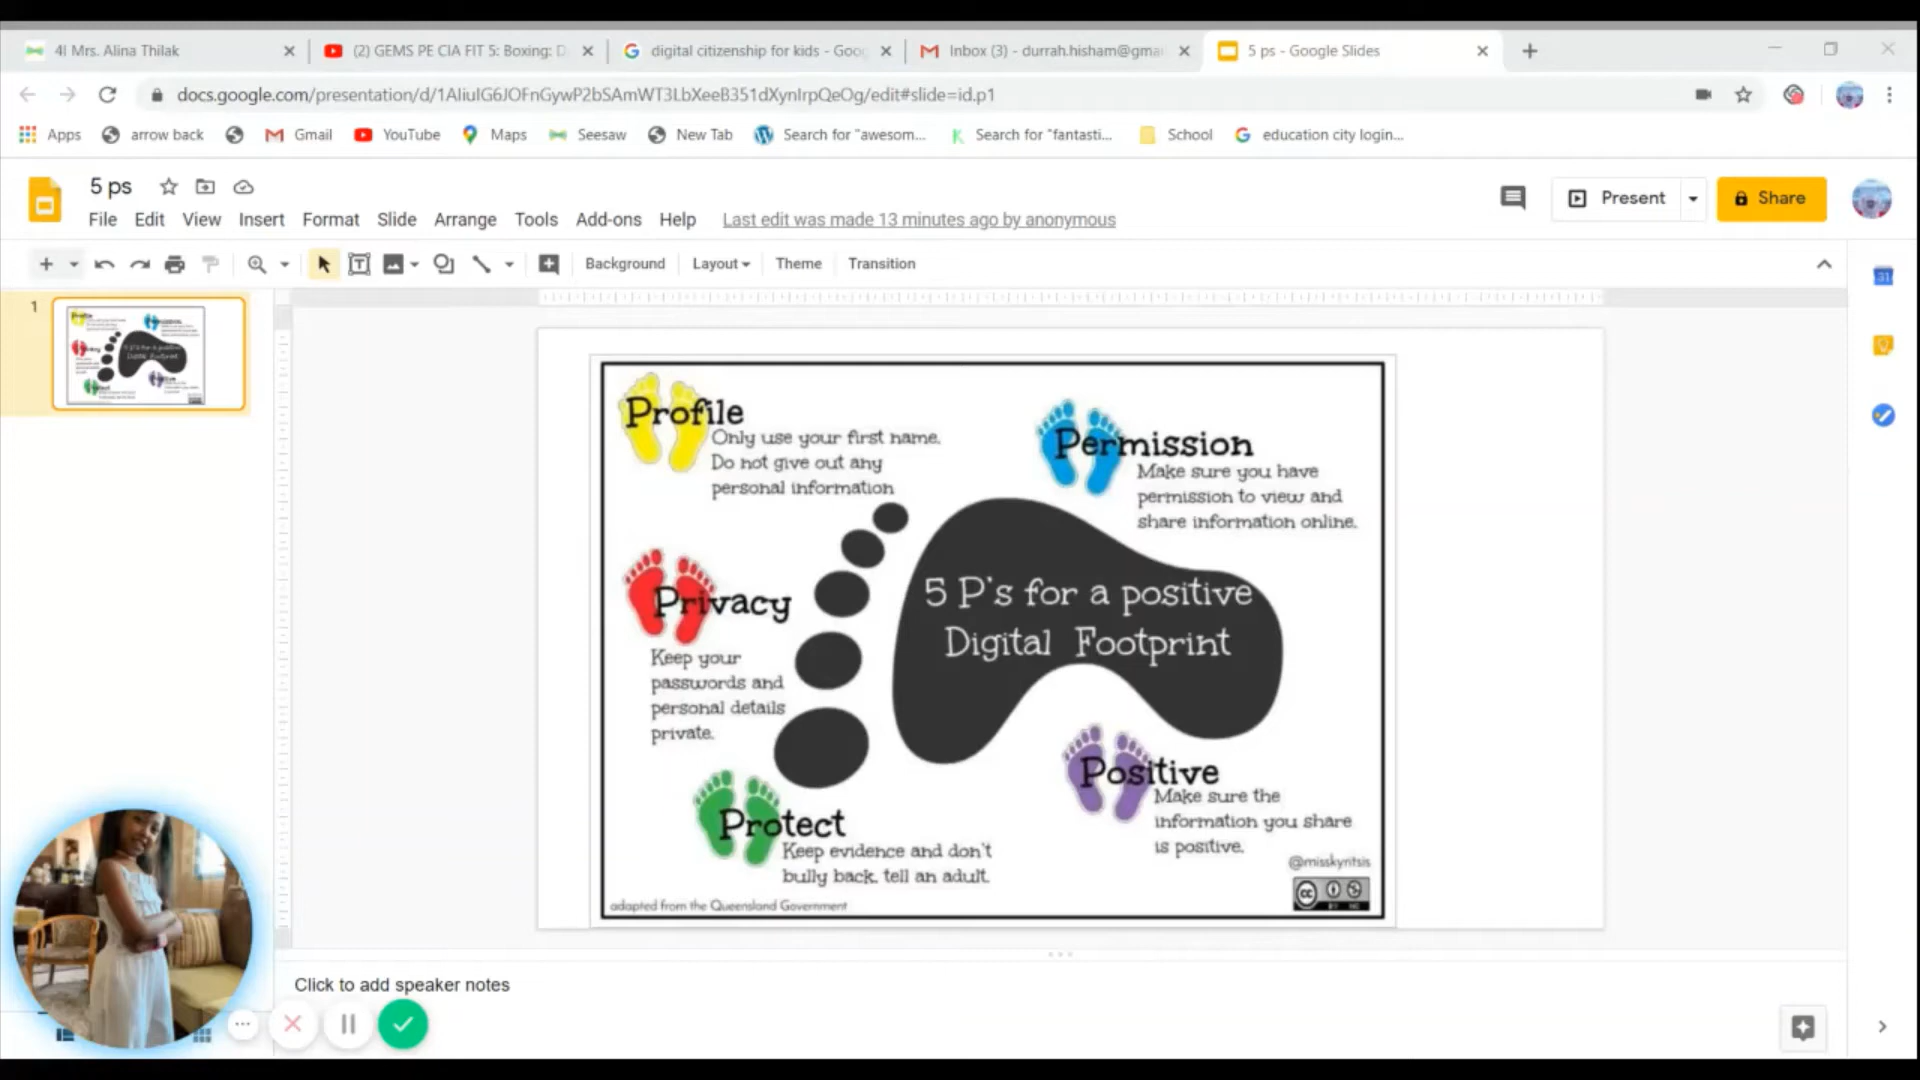 4I Mrs. Alina Thilak
(2) GEMS PE CIA FIT 5: Boxing: D
digital citizenship for kids - Goog
Inbox (3) - durrah.hisham@gmai
5 ps - Google Slides
docs.google.com/presentation/d/1AIiuIG6JOFnGywP2bSAmWT3LbXeeB351dXynIrpQeOg/edit#slide=id.p1
Apps
arrow back
Gmail
YouTube
Maps
Seesaw
New Tab
Search for "awesom...
Search for "fantasti...
School
education city login...
5 ps
Present
Share
File Edit View Insert Format Slide Arrange Tools Add-ons Help
Last edit was made 13 minutes ago by anonymous
Background Layout Theme Transition
1
Profile
Only use your first name.
Do not give out any
personal information
Permission
Make sure you have
permission to view and
share information online.
5 P's for a positive
Digital Footprint
Privacy
Keep your
passwords and
personal details
private.
Positive
Make sure the
information you share
is positive.
Protect
Keep evidence and don't
bully back. tell an adult.
@misskyritsis
adapted from the Queensland Government
Click to add speaker notes